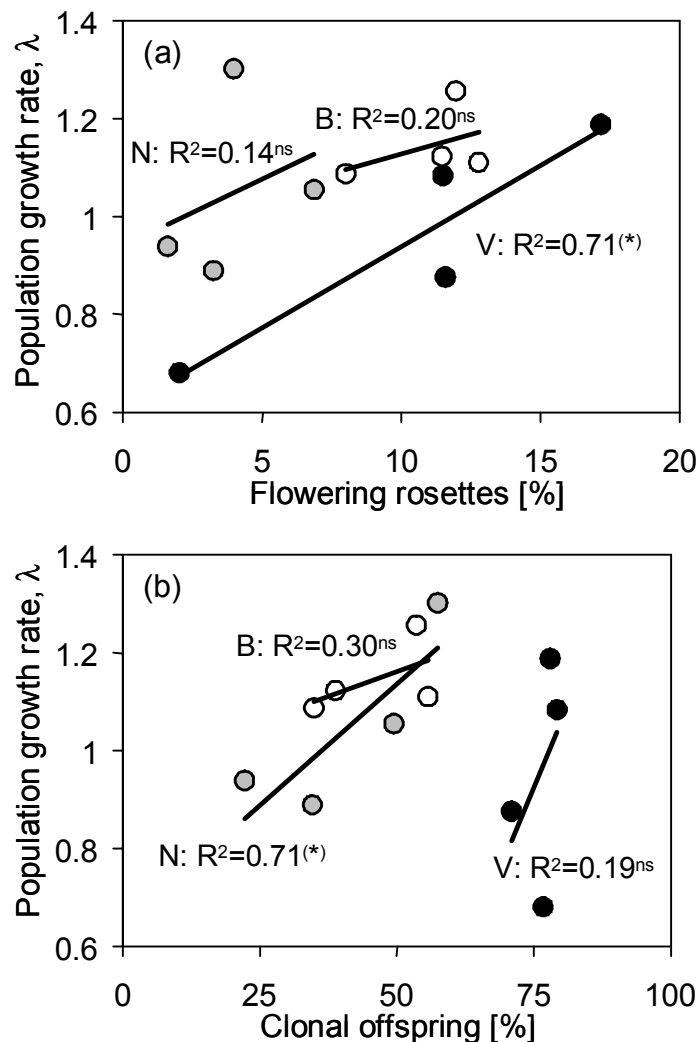 (a)
Population growth rate, λ
1.4
1.2
1
0.8
0.6
N: R²=0.14ⁿˢ
B: R²=0.20ⁿˢ
V: R²=0.71⁽*⁾
0 5 10 15 20
Flowering rosettes [%]
(b)
Population growth rate, λ
1.4
1.2
1
0.8
0.6
B: R²=0.30ⁿˢ
N: R²=0.71⁽*⁾
V: R²=0.19ⁿˢ
0 25 50 75 100
Clonal offspring [%]